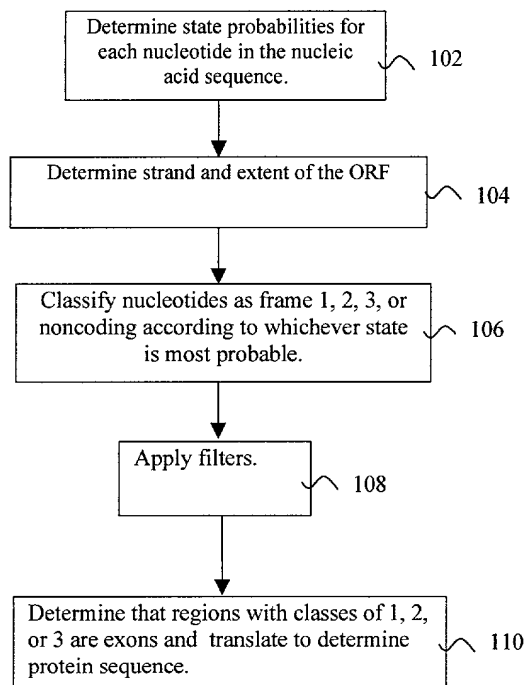 Determine state probabilities for
each nucleotide in the nucleic
acid sequence.
102
Determine strand and extent of the ORF
104
Classify nucleotides as frame 1, 2, 3, or
noncoding according to whichever state
is most probable.
106
Apply filters.
108
Determine that regions with classes of 1, 2,
or 3 are exons and translate to determine
protein sequence.
110